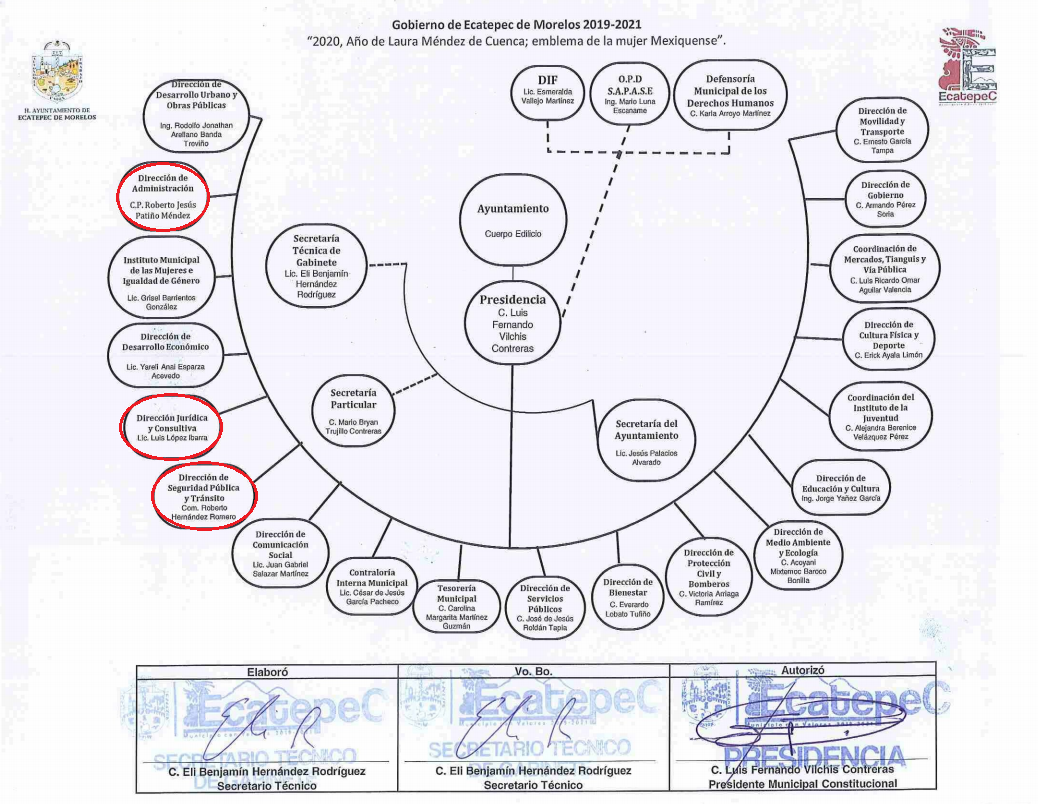 Gobierno de Ecatepec de Morelos 2019-2021
“2020, Año de Laura Méndez de Cuenca; emblema de la mujer Mexiquense”.
H. AYUNTAMIENTO DE
ECATEPEC DE MORELOS
EcatepeC
DIF
Lic. Esmeralda
Vallejo Martínez
O.P.D
S.A.P.A.S.E
Ing. Mario Luna
Escaname
Defensoría
Municipal de los
Derechos Humanos
C. Karla Arroyo Martínez
Dirección de
Desarrollo Urbano y
Obras Públicas
Ing. Rodolfo Jonathan
Arellano Banda
Treviño
Dirección de
Administración
C.P. Roberto Jesús
Patiño Méndez
Instituto Municipal
de las Mujeres e
Igualdad de Género
Lic. Grisel Barrientos
González
Dirección de
Desarrollo Económico
Lic. Yareli Anai Esparza
Acevedo
Dirección Jurídica
y Consultiva
Lic. Luis López Ibarra
Dirección de
Seguridad Pública
y Tránsito
Com. Roberto
Hernández Romero
Dirección de
Comunicación
Social
Lic. Juan Gabriel
Salazar Martínez
Contraloría
Interna Municipal
Lic. César de Jesús
García Pacheco
Tesorería
Municipal
C. Carolina
Margarita Martínez
Guzmán
Dirección de
Servicios
Públicos
C. José de Jesús
Roldán Tapia
Dirección de
Bienestar
C. Everardo
Lobato Tufiño
Dirección de
Protección
Civil y
Bomberos
C. Victoria Arriaga
Ramírez
Dirección de
Medio Ambiente
y Ecología
C. Acoyani
Mixtemoc Baroco
Bonilla
Dirección de
Educación y Cultura
Ing. Jorge Yañez García
Coordinación del
Instituto de la
Juventud
C. Alejandra Berenice
Velázquez Pérez
Dirección de
Cultura Física y
Deporte
C. Erick Ayala Limón
Coordinación de
Mercados, Tianguis y
Vía Pública
C. Luis Ricardo Omar
Aguilar Valencia
Dirección de
Gobierno
C. Armando Pérez
Soria
Dirección de
Movilidad y
Transporte
C. Ernesto García
Tampa
Ayuntamiento
Cuerpo Edilicio
Presidencia
C. Luis
Fernando
Vilchis
Contreras
Secretaría
Técnica de
Gabinete
Lic. Eli Benjamín
Hernández
Rodríguez
Secretaría
Particular
C. Mario Bryan
Trujillo Contreras
Secretaría del
Ayuntamiento
Lic. Jesús Palacios
Alvarado
Elaboró
EcatepeC
SECRETARIO TÉCNICO
DE GABINETE
C. Eli Benjamín Hernández Rodríguez
Secretario Técnico
Vo. Bo.
EcatepeC
SECRETARIO TÉCNICO
DE GABINETE
C. Eli Benjamín Hernández Rodríguez
Secretario Técnico
Autorizó
EcatepeC
PRESIDENCIA
C. Luis Fernando Vilchis Contreras
Presidente Municipal Constitucional